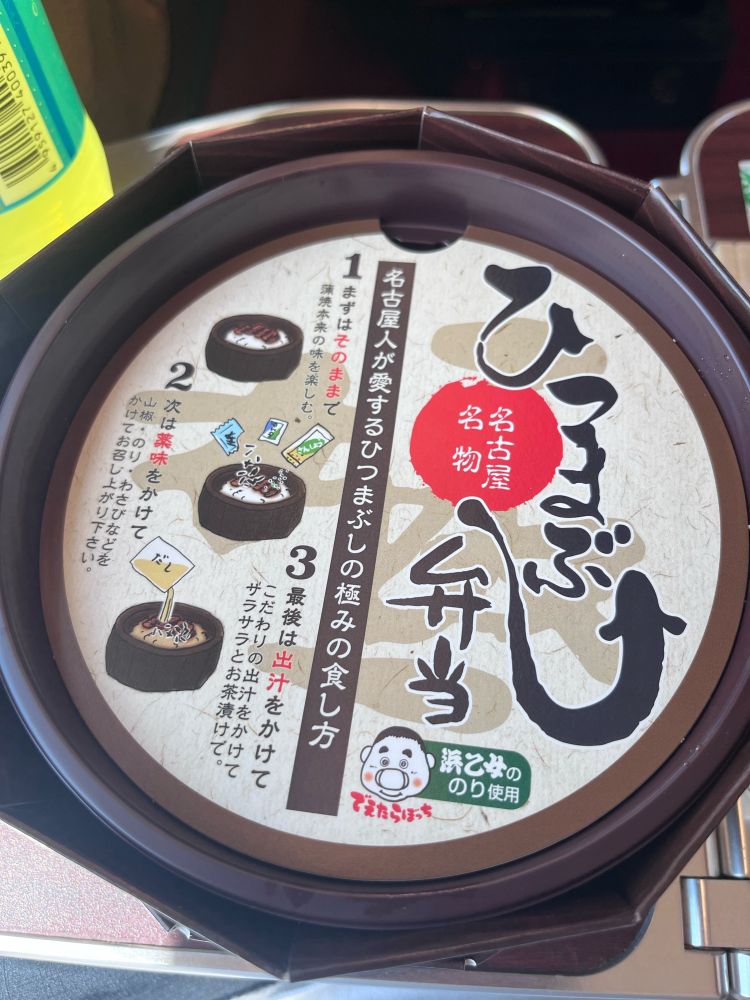 ひつまぶし
弁当
名古屋
名物
名古屋人が愛するひつまぶしの極みの食し方
1
まずはそのままで
蒲焼本来の味を楽しむ。
2
次は薬味をかけて
山椒・のり・わさびなどを
かけてお召し上がり下さい。
だし
3
最後は出汁をかけて
こだわりの出汁をかけて
サラサラとお茶漬けで。
でえたらぼっち
浜乙女の
のり使用